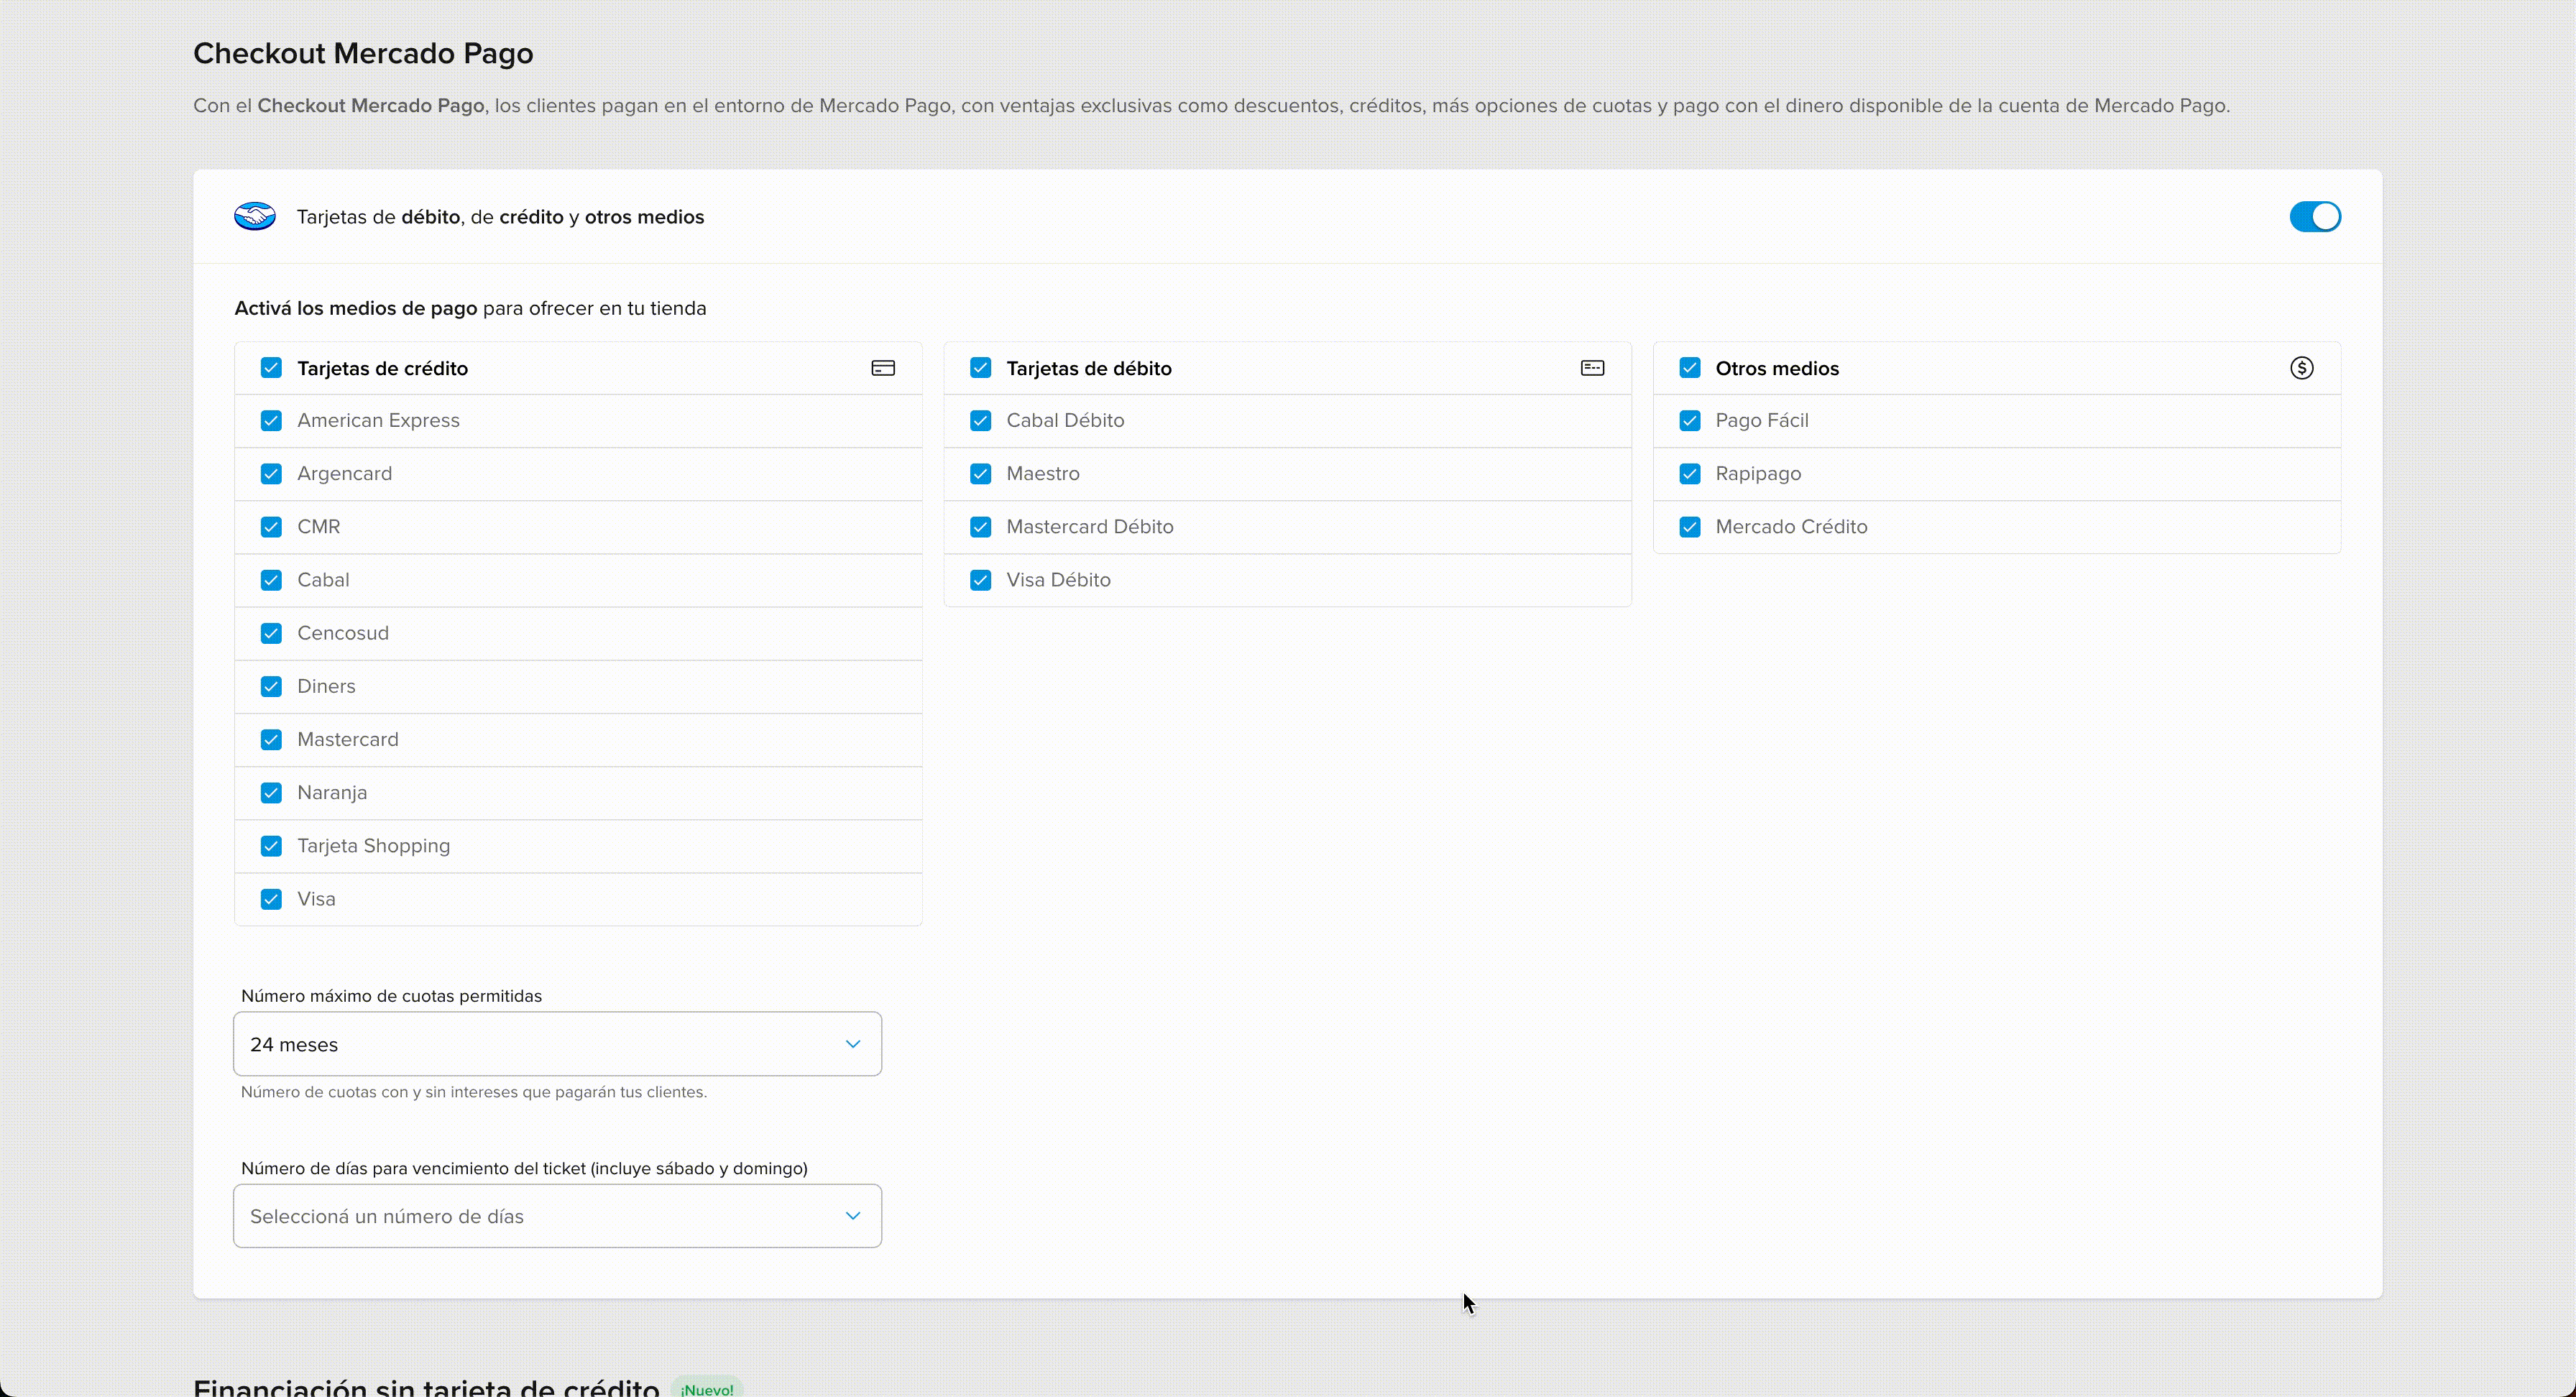 Checkout Mercado Pago
Con el Checkout Mercado Pago, los clientes pagan en el entorno de Mercado Pago, con ventajas exclusivas como descuentos, créditos, más opciones de cuotas y pago con el dinero disponible de la cuenta de Mercado Pago.
Tarjetas de débito, de crédito y otros medios
Activá los medios de pago para ofrecer en tu tienda
Tarjetas de crédito
American Express
Argencard
CMR
Cabal
Cencosud
Diners
Mastercard
Naranja
Tarjeta Shopping
Visa
Tarjetas de débito
Cabal Débito
Maestro
Mastercard Débito
Visa Débito
Otros medios
Pago Fácil
Rapipago
Mercado Crédito
Número máximo de cuotas permitidas
24 meses
Número de cuotas con y sin intereses que pagarán tus clientes.
Número de días para vencimiento del ticket (incluye sábado y domingo)
Seleccioná un número de días
Financiación sin tarjeta de crédito ¡Nuevo!